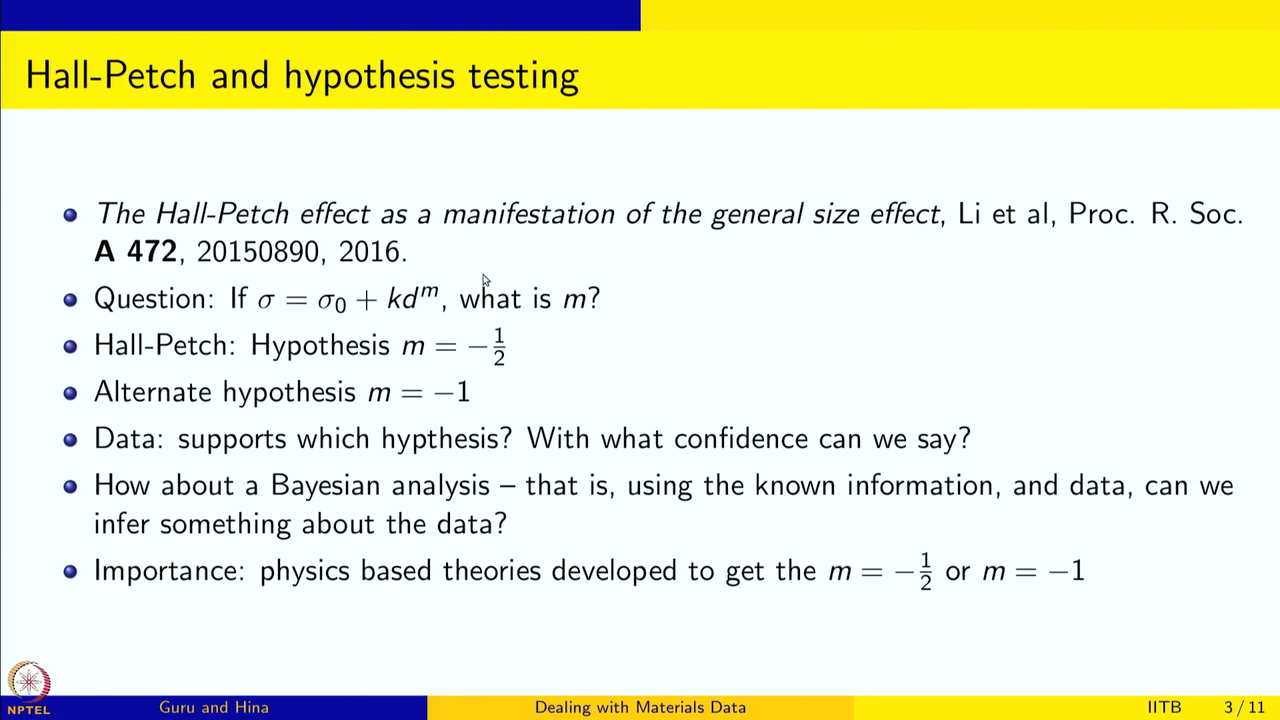 Hall-Petch and hypothesis testing
The Hall-Petch effect as a manifestation of the general size effect, Li et al, Proc. R. Soc.
A 472, 20150890, 2016.
Question: If σ = σ₀ + kdᵐ, what is m?
Hall-Petch: Hypothesis m = −1/2
Alternate hypothesis m = −1
Data: supports which hypthesis? With what confidence can we say?
How about a Bayesian analysis – that is, using the known information, and data, can we
infer something about the data?
Importance: physics based theories developed to get the m = −1/2 or m = −1
NPTEL
Guru and Hina
Dealing with Materials Data
IITB
3 / 11